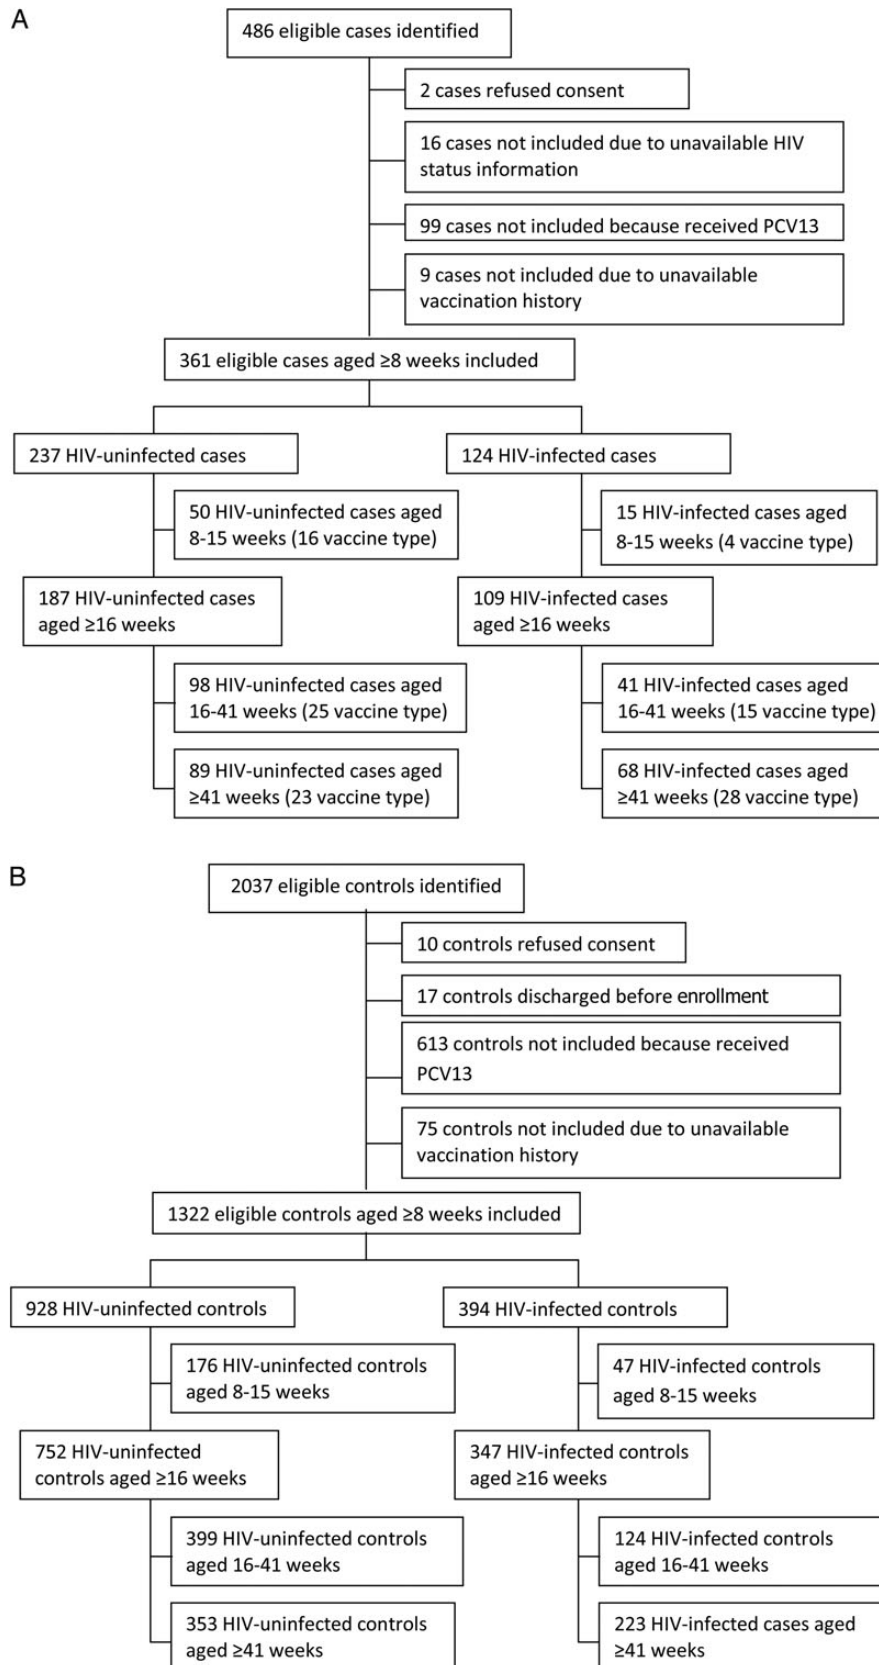 A
486 eligible cases identified
2 cases refused consent
16 cases not included due to unavailable HIV
status information
99 cases not included because received PCV13
9 cases not included due to unavailable
vaccination history
361 eligible cases aged ≥8 weeks included
237 HIV-uninfected cases
124 HIV-infected cases
50 HIV-uninfected cases aged
8-15 weeks (16 vaccine type)
15 HIV-infected cases aged
8-15 weeks (4 vaccine type)
187 HIV-uninfected cases
aged ≥16 weeks
109 HIV-infected cases
aged ≥16 weeks
98 HIV-uninfected cases aged
16-41 weeks (25 vaccine type)
41 HIV-infected cases aged
16-41 weeks (15 vaccine type)
89 HIV-uninfected cases aged
≥41 weeks (23 vaccine type)
68 HIV-infected cases aged
≥41 weeks (28 vaccine type)
B
2037 eligible controls identified
10 controls refused consent
17 controls discharged before enrollment
613 controls not included because received
PCV13
75 controls not included due to unavailable
vaccination history
1322 eligible controls aged ≥8 weeks included
928 HIV-uninfected controls
394 HIV-infected controls
176 HIV-uninfected controls
aged 8-15 weeks
47 HIV-infected controls
aged 8-15 weeks
752 HIV-uninfected
controls aged ≥16 weeks
347 HIV-infected controls
aged ≥16 weeks
399 HIV-uninfected controls
aged 16-41 weeks
124 HIV-infected controls
aged 16-41 weeks
353 HIV-uninfected controls
aged ≥41 weeks
223 HIV-infected cases aged
≥41 weeks